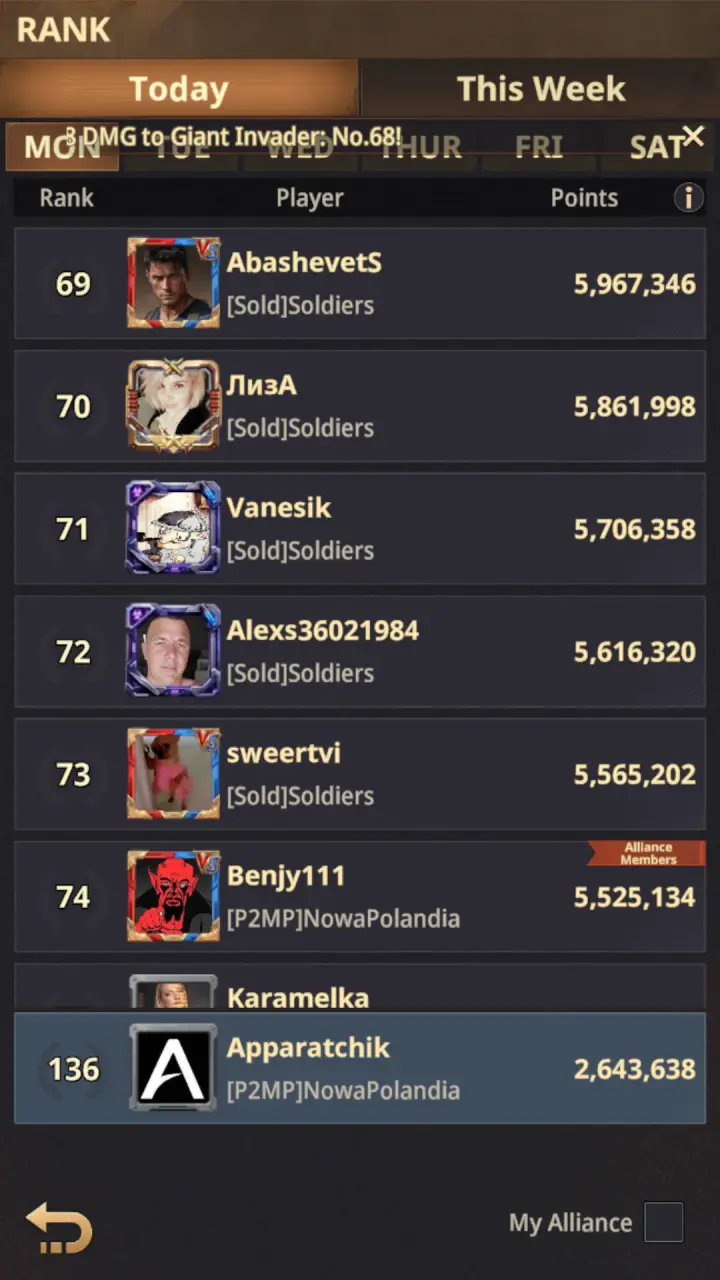 RANK
Today
This Week
3 DMG to Giant Invader: No.68!
MON
TUE
WED
THUR
FRI
SAT
Rank
Player
Points
69
AbashevetS
[Sold]Soldiers
5,967,346
70
ЛизА
[Sold]Soldiers
5,861,998
71
Vanesik
[Sold]Soldiers
5,706,358
72
Alexs36021984
[Sold]Soldiers
5,616,320
73
sweertvi
[Sold]Soldiers
5,565,202
Alliance
Members
74
Benjy111
[P2MP]NowaPolandia
5,525,134
Karamelka
136
Apparatchik
[P2MP]NowaPolandia
2,643,638
My Alliance